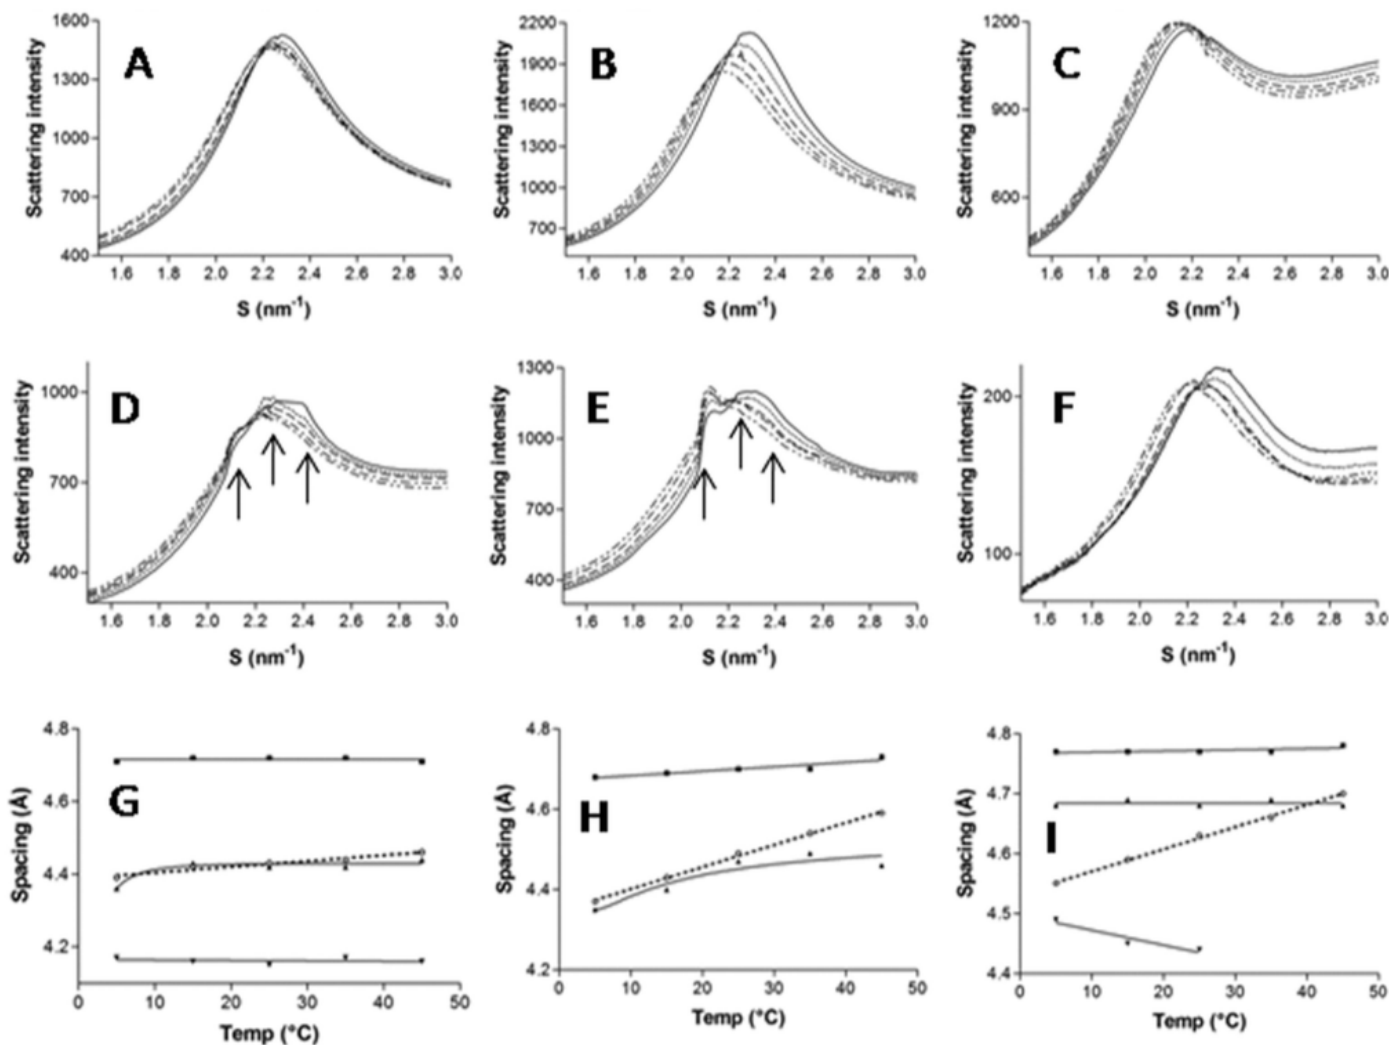 1600
1300
1000
700
400
Scattering intensity
A
1.6 1.8 2.0 2.2 2.4 2.6 2.8 3.0
S (nm-1)
2200
1900
1600
1300
1000
700
Scattering intensity
B
1.6 1.8 2.0 2.2 2.4 2.6 2.8 3.0
S (nm-1)
1200
900
600
Scattering intensity
C
1.6 1.8 2.0 2.2 2.4 2.6 2.8 3.0
S (nm-1)
1000
700
400
Scattering intensity
D
1.6 1.8 2.0 2.2 2.4 2.6 2.8 3.0
S (nm-1)
1300
1000
700
400
Scattering intensity
E
1.6 1.8 2.0 2.2 2.4 2.6 2.8 3.0
S (nm-1)
200
100
Scattering intensity
F
1.6 1.8 2.0 2.2 2.4 2.6 2.8 3.0
S (nm-1)
4.8
4.6
4.4
4.2
Spacing (Å)
G
0 10 20 30 40 50
Temp (°C)
4.8
4.6
4.4
4.2
Spacing (Å)
H
0 10 20 30 40 50
Temp (°C)
4.8
4.7
4.6
4.5
4.4
Spacing (Å)
I
0 10 20 30 40 50
Temp (°C)